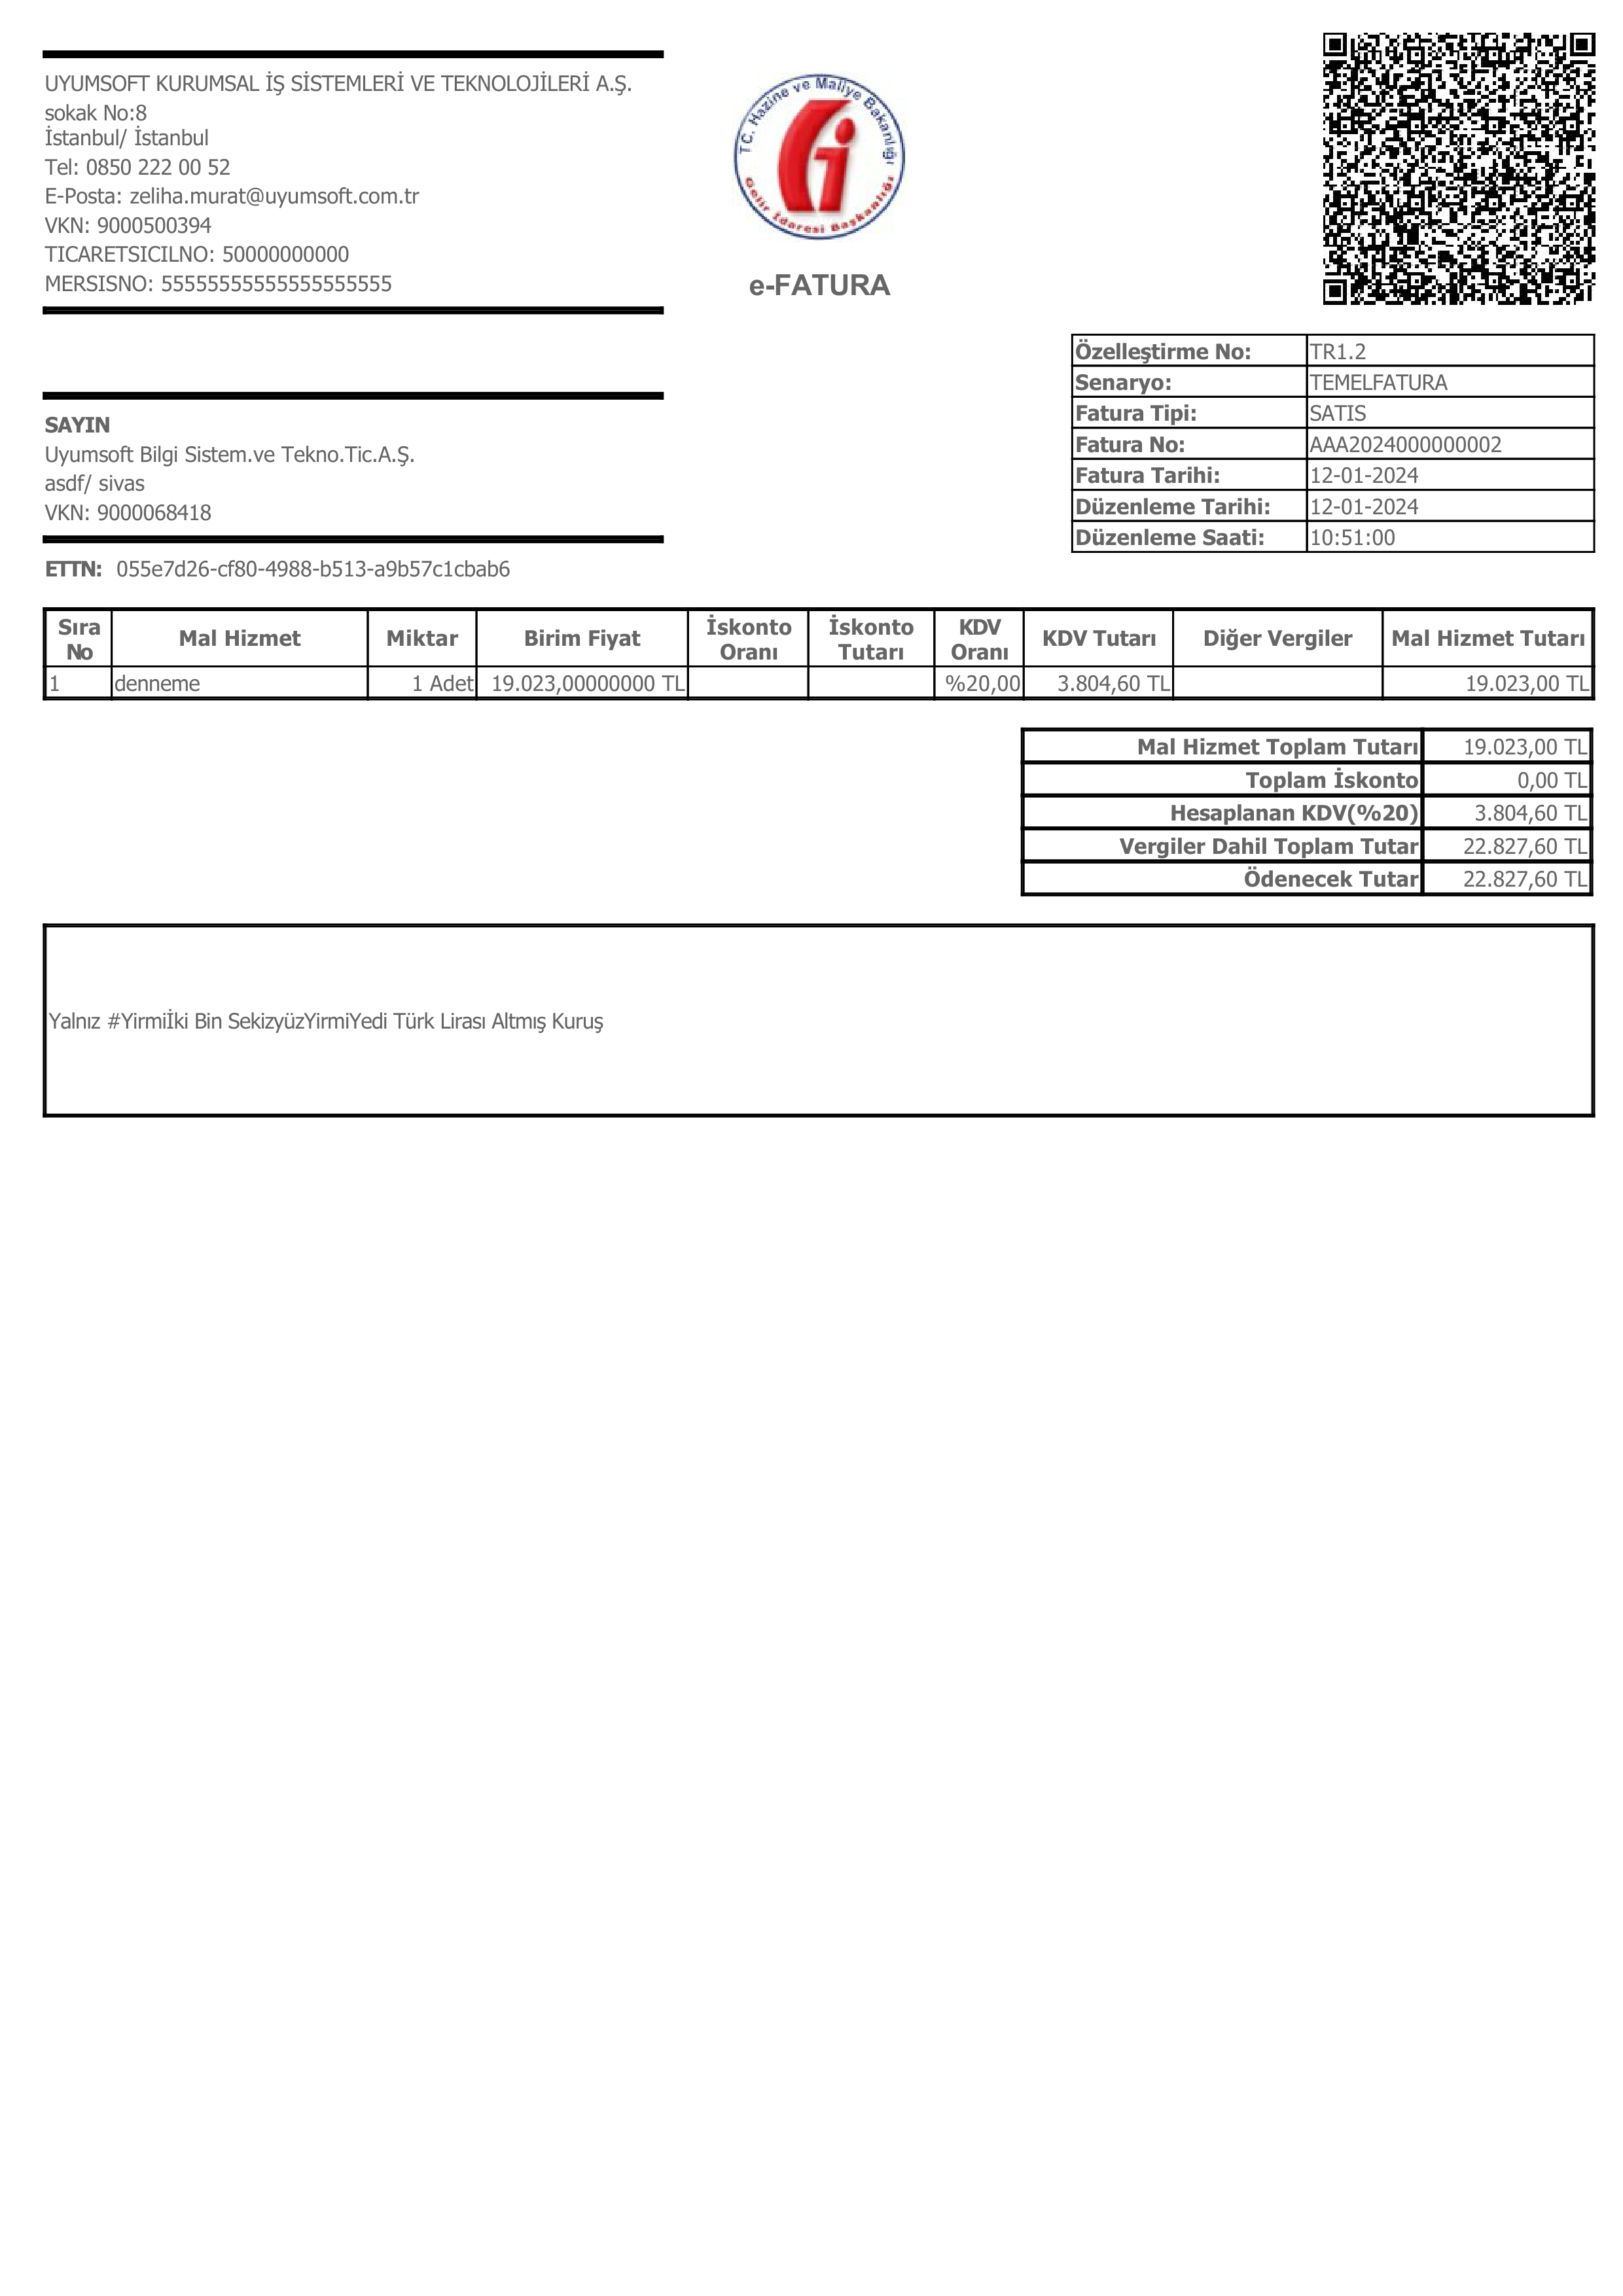 UYUMSOFT KURUMSAL İŞ SİSTEMLERİ VE TEKNOLOJİLERİ A.Ş.
sokak No:8
İstanbul/ İstanbul
Tel: 0850 222 00 52
E-Posta: zeliha.murat@uyumsoft.com.tr
VKN: 9000500394
TICARETSICILNO: 50000000000
MERSISNO: 55555555555555555555
TC. Hazine ve Maliye Bakanlığı
Gelir İdaresi Başkanlığı
e-FATURA
SAYIN
Uyumsoft Bilgi Sistem.ve Tekno.Tic.A.Ş.
asdf/ sivas
VKN: 9000068418
Özelleştirme No: TR1.2
Senaryo: TEMELFATURA
Fatura Tipi: SATIS
Fatura No: AAA2024000000002
Fatura Tarihi: 12-01-2024
Düzenleme Tarihi: 12-01-2024
Düzenleme Saati: 10:51:00
ETTN: 055e7d26-cf80-4988-b513-a9b57c1cbab6
Sıra No Mal Hizmet Miktar Birim Fiyat İskonto Oranı İskonto Tutarı KDV Oranı KDV Tutarı Diğer Vergiler Mal Hizmet Tutarı
1 denneme 1 Adet 19.023,00000000 TL %20,00 3.804,60 TL 19.023,00 TL
Mal Hizmet Toplam Tutarı 19.023,00 TL
Toplam İskonto 0,00 TL
Hesaplanan KDV(%20) 3.804,60 TL
Vergiler Dahil Toplam Tutar 22.827,60 TL
Ödenecek Tutar 22.827,60 TL
Yalnız #Yirmiİki Bin SekizyüzYirmiYedi Türk Lirası Altmış Kuruş